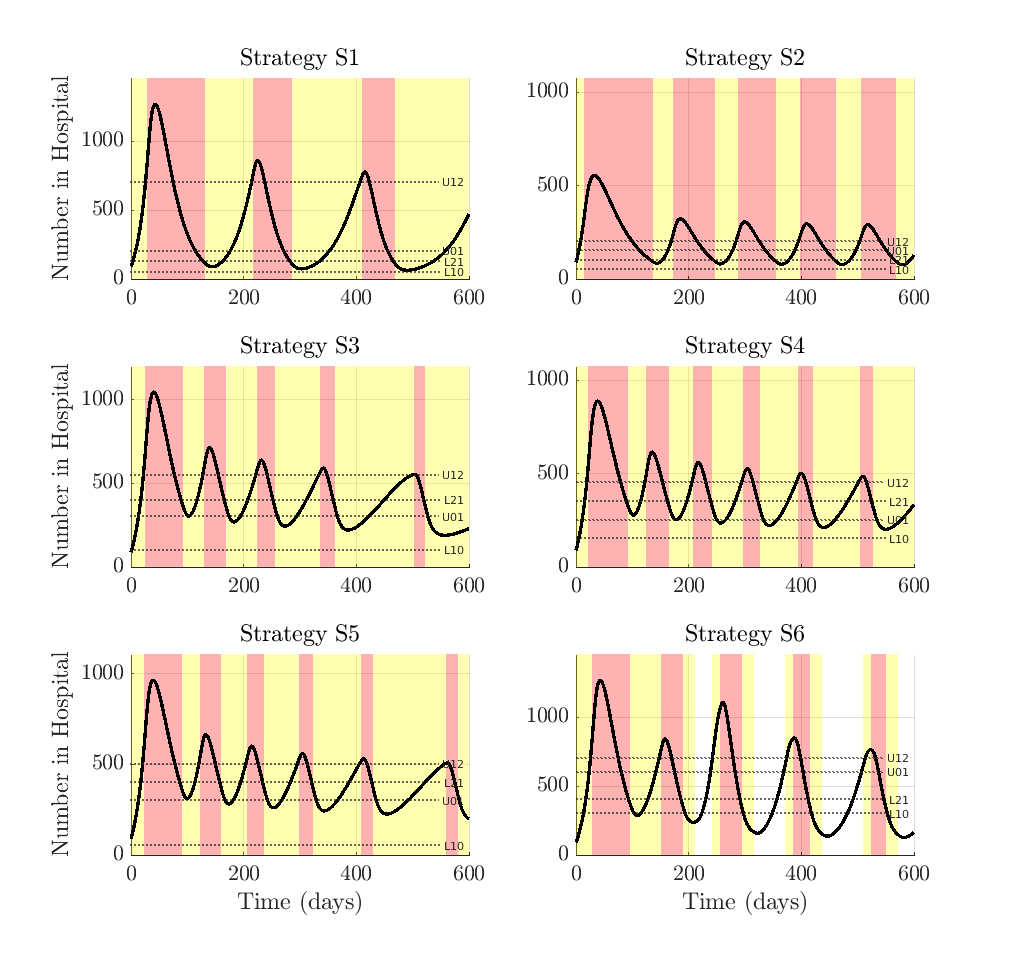 Strategy S1
Number in Hospital
1000
500
0
U12
U01
L21
L10
0 200 400 600
Strategy S2
1000
500
0
U12
U01
L21
L10
0 200 400 600
Strategy S3
Number in Hospital
1000
500
0
U12
L21
U01
L10
0 200 400 600
Strategy S4
1000
500
0
U12
L21
U01
L10
0 200 400 600
Strategy S5
Number in Hospital
1000
500
0
U12
L21
U01
L10
0 200 400 600
Time (days)
Strategy S6
1000
500
0
U12
U01
L21
L10
0 200 400 600
Time (days)